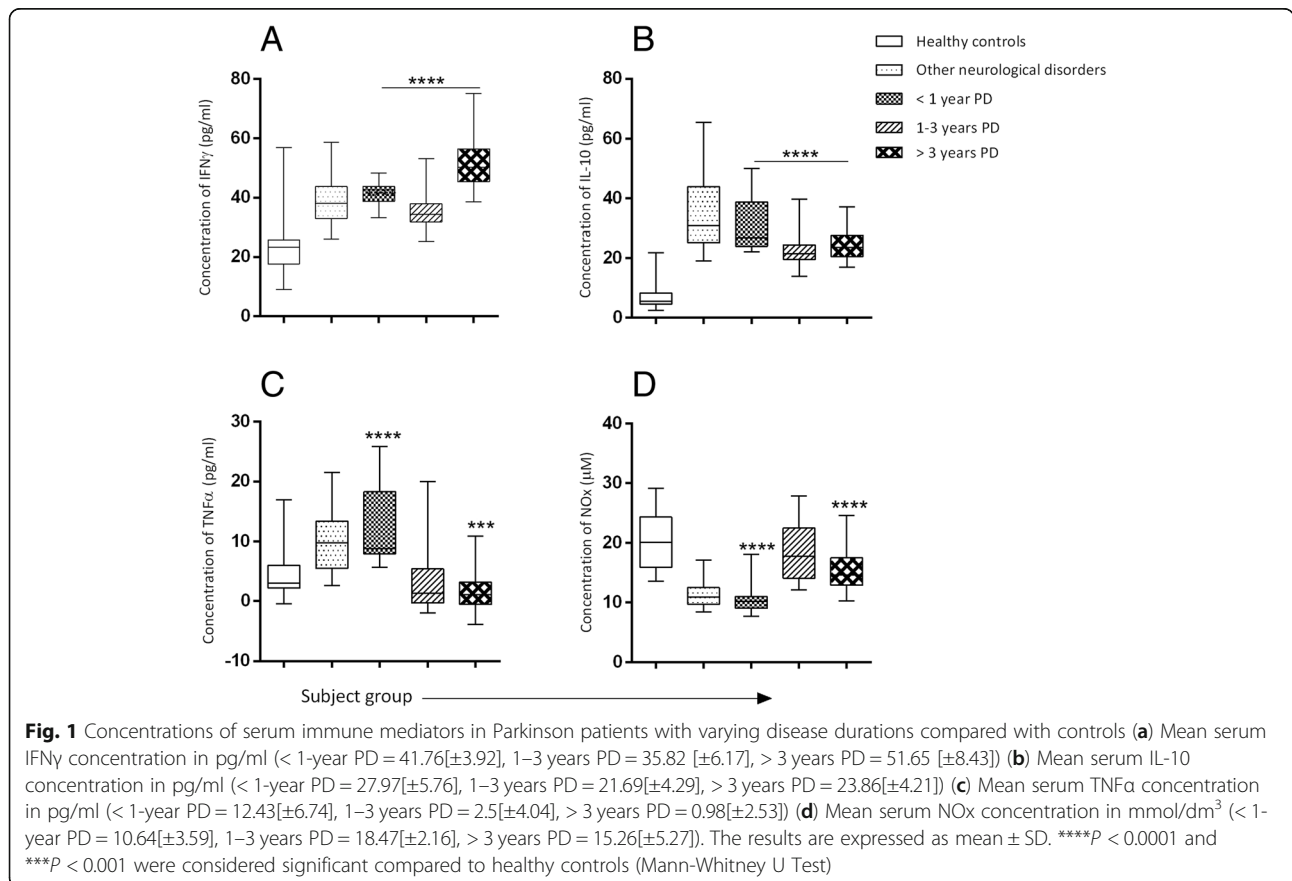 A
B
Healthy controls
Other neurological disorders
< 1 year PD
1-3 years PD
> 3 years PD
Concentration of IFNγ (pg/ml)
80
60
40
20
0
****
Concentration of IL-10 (pg/ml)
80
60
40
20
0
****
C
D
Concentration of TNFα (pg/ml)
30
20
10
0
-10
****
***
Concentration of NOx (μM)
40
30
20
10
0
****
****
Subject group
Fig. 1 Concentrations of serum immune mediators in Parkinson patients with varying disease durations compared with controls (a) Mean serum
IFNγ concentration in pg/ml (< 1-year PD = 41.76[±3.92], 1–3 years PD = 35.82 [±6.17], > 3 years PD = 51.65 [±8.43]) (b) Mean serum IL-10
concentration in pg/ml (< 1-year PD = 27.97[±5.76], 1–3 years PD = 21.69[±4.29], > 3 years PD = 23.86[±4.21]) (c) Mean serum TNFα concentration
in pg/ml (< 1-year PD = 12.43[±6.74], 1–3 years PD = 2.5[±4.04], > 3 years PD = 0.98[±2.53]) (d) Mean serum NOx concentration in mmol/dm³ (< 1-
year PD = 10.64[±3.59], 1–3 years PD = 18.47[±2.16], > 3 years PD = 15.26[±5.27]). The results are expressed as mean ± SD. ****P < 0.0001 and
***P < 0.001 were considered significant compared to healthy controls (Mann-Whitney U Test)